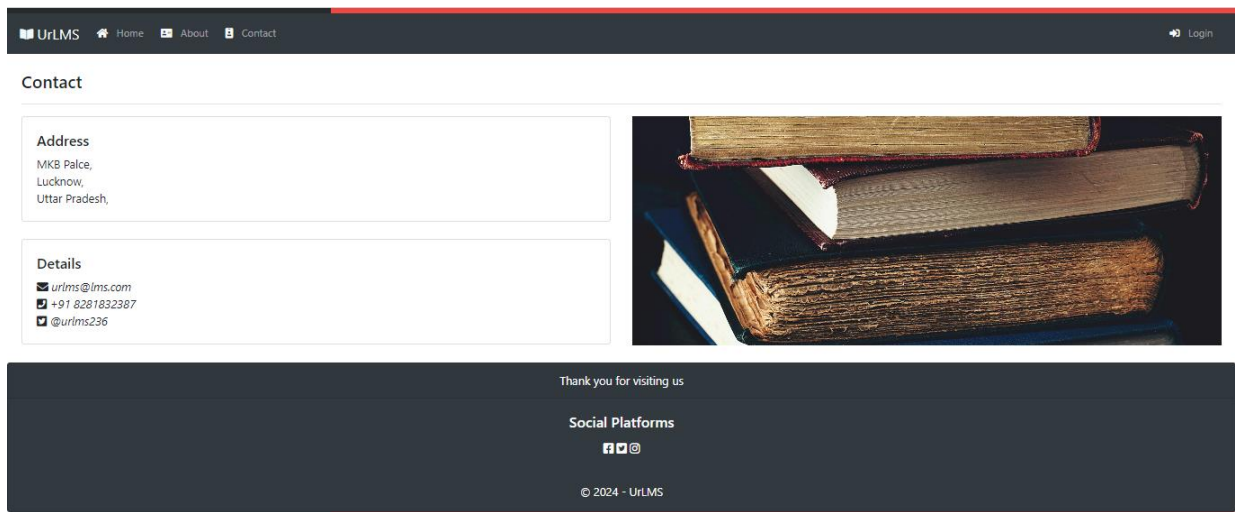 UrLMS Home About Contact Login
Contact
Address
MKB Palce,
Lucknow,
Uttar Pradesh,
Details
urlms@lms.com
+91 8281832387
@urlms236
Thank you for visiting us
Social Platforms
© 2024 - UrLMS